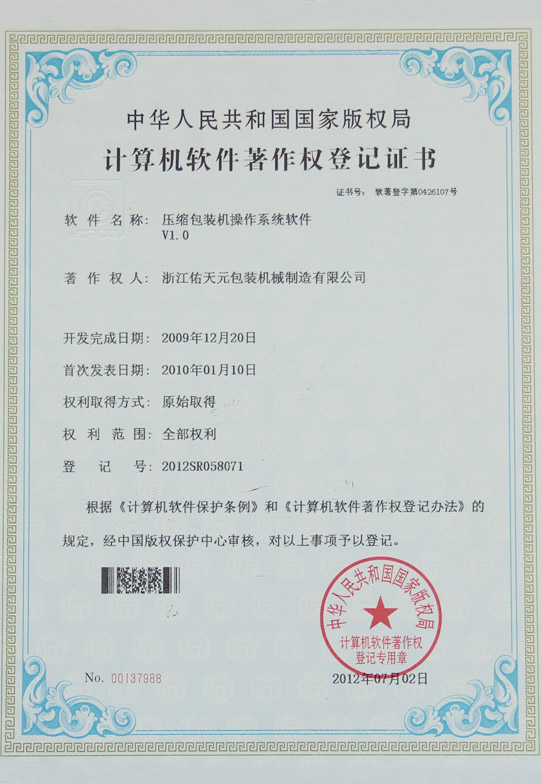 中华人民共和国国家版权局
计算机软件著作权登记证书
证书号： 软著登字第0426107号
软件名称： 压缩包装机操作系统软件
V1.0
著作权人： 浙江佑天元包装机械制造有限公司
开发完成日期： 2009年12月20日
首次发表日期： 2010年01月10日
权利取得方式： 原始取得
权利范围： 全部权利
登记号： 2012SR058071
根据《计算机软件保护条例》和《计算机软件著作权登记办法》的
规定，经中国版权保护中心审核，对以上事项予以登记。
中华人民共和国国家版权局
计算机软件著作权
登记专用章
No. 00137988
2012年07月02日